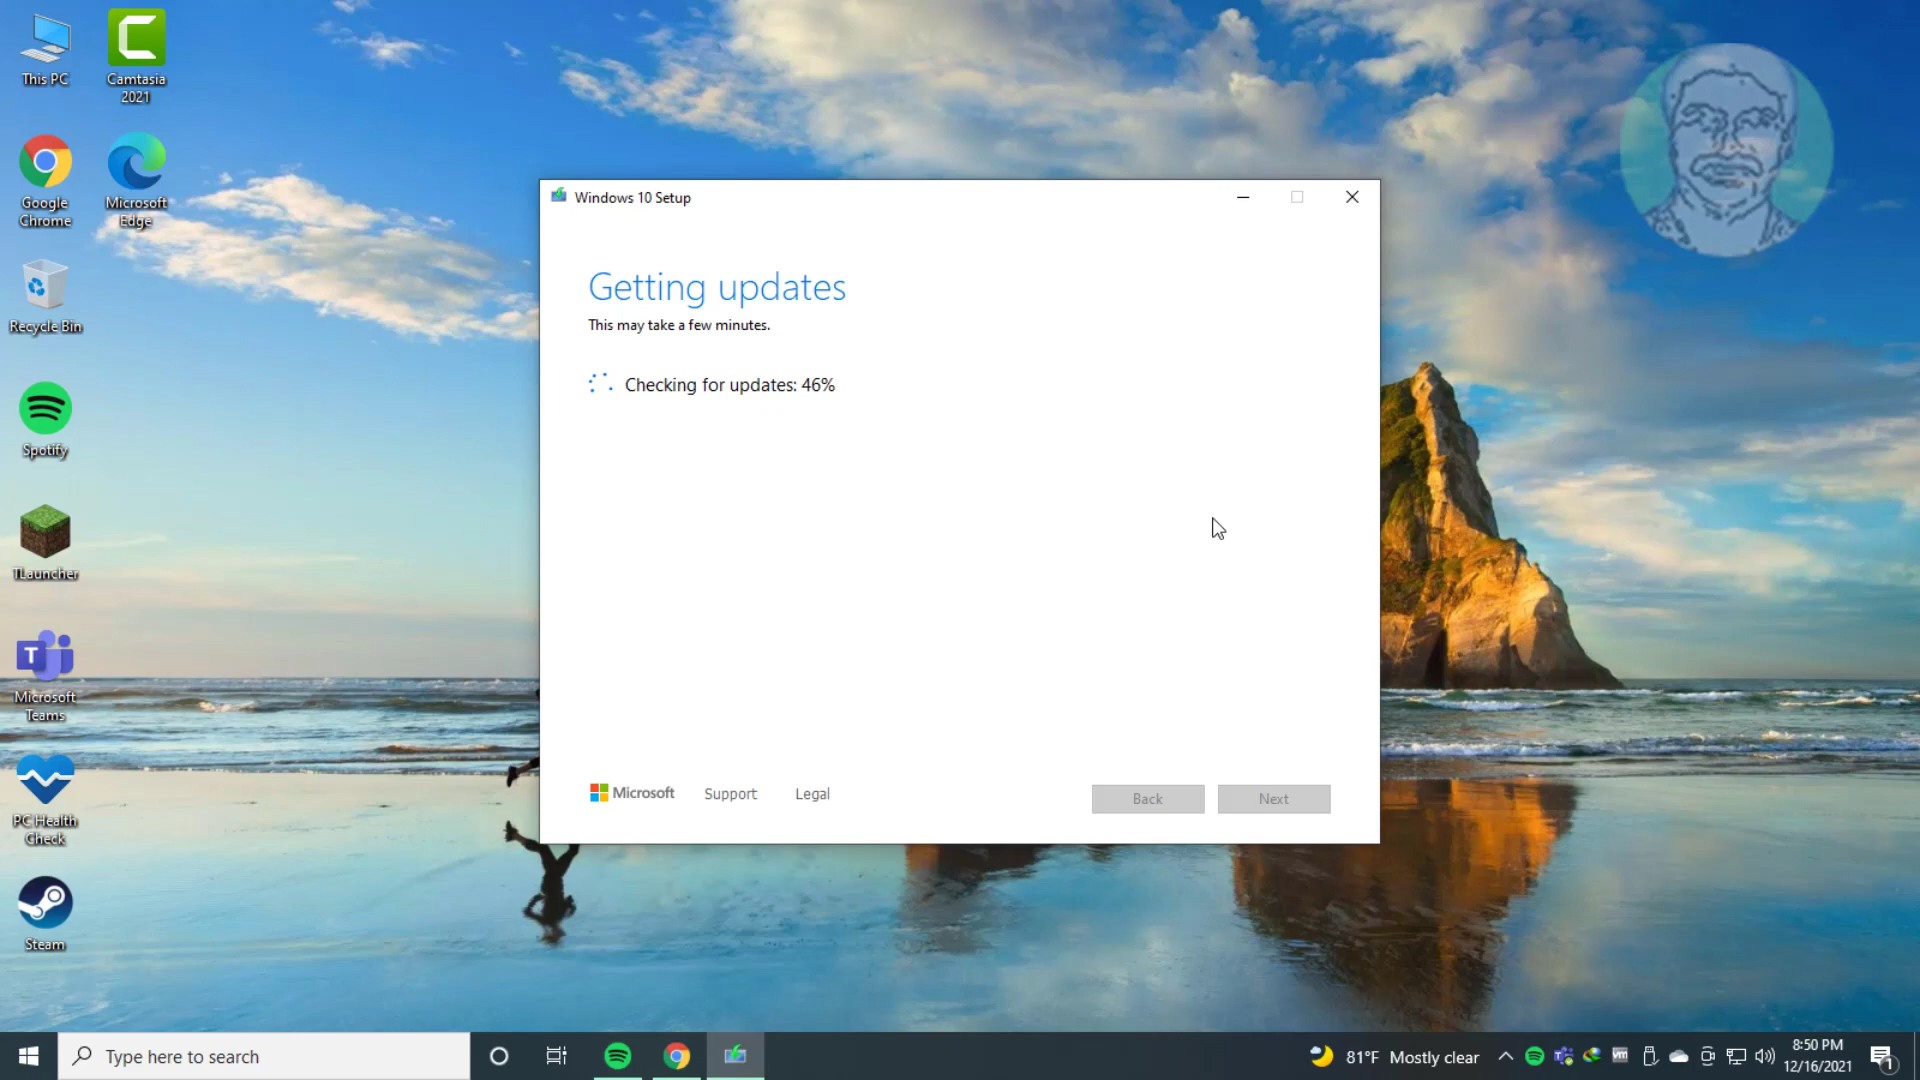 This PC
Camtasia
2021
Google
Chrome
Microsoft
Edge
Recycle Bin
Spotify
TLauncher
T
Microsoft
Teams
PC Health
Check
Steam
Windows 10 Setup
Getting updates
This may take a few minutes.
Checking for updates: 46%
Microsoft
Support
Legal
Back
Next
Type here to search
81°F Mostly clear
vm
8:50 PM
12/16/2021
1